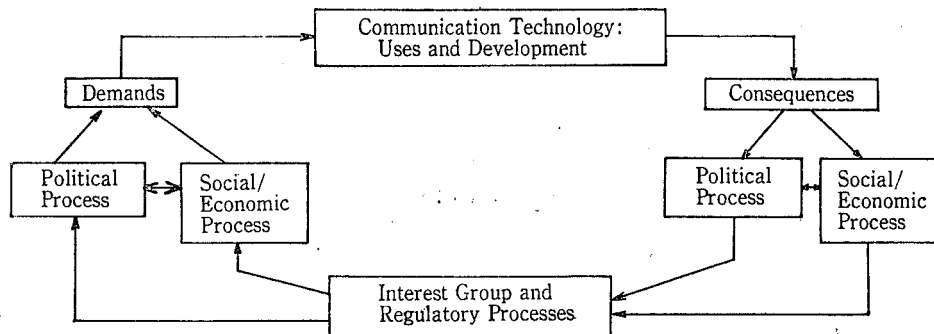 Communication Technology:
Uses and Development
Demands
Consequences
Political
Process
Social/
Economic
Process
Political
Process
Social/
Economic
Process
Interest Group and
Regulatory Processes